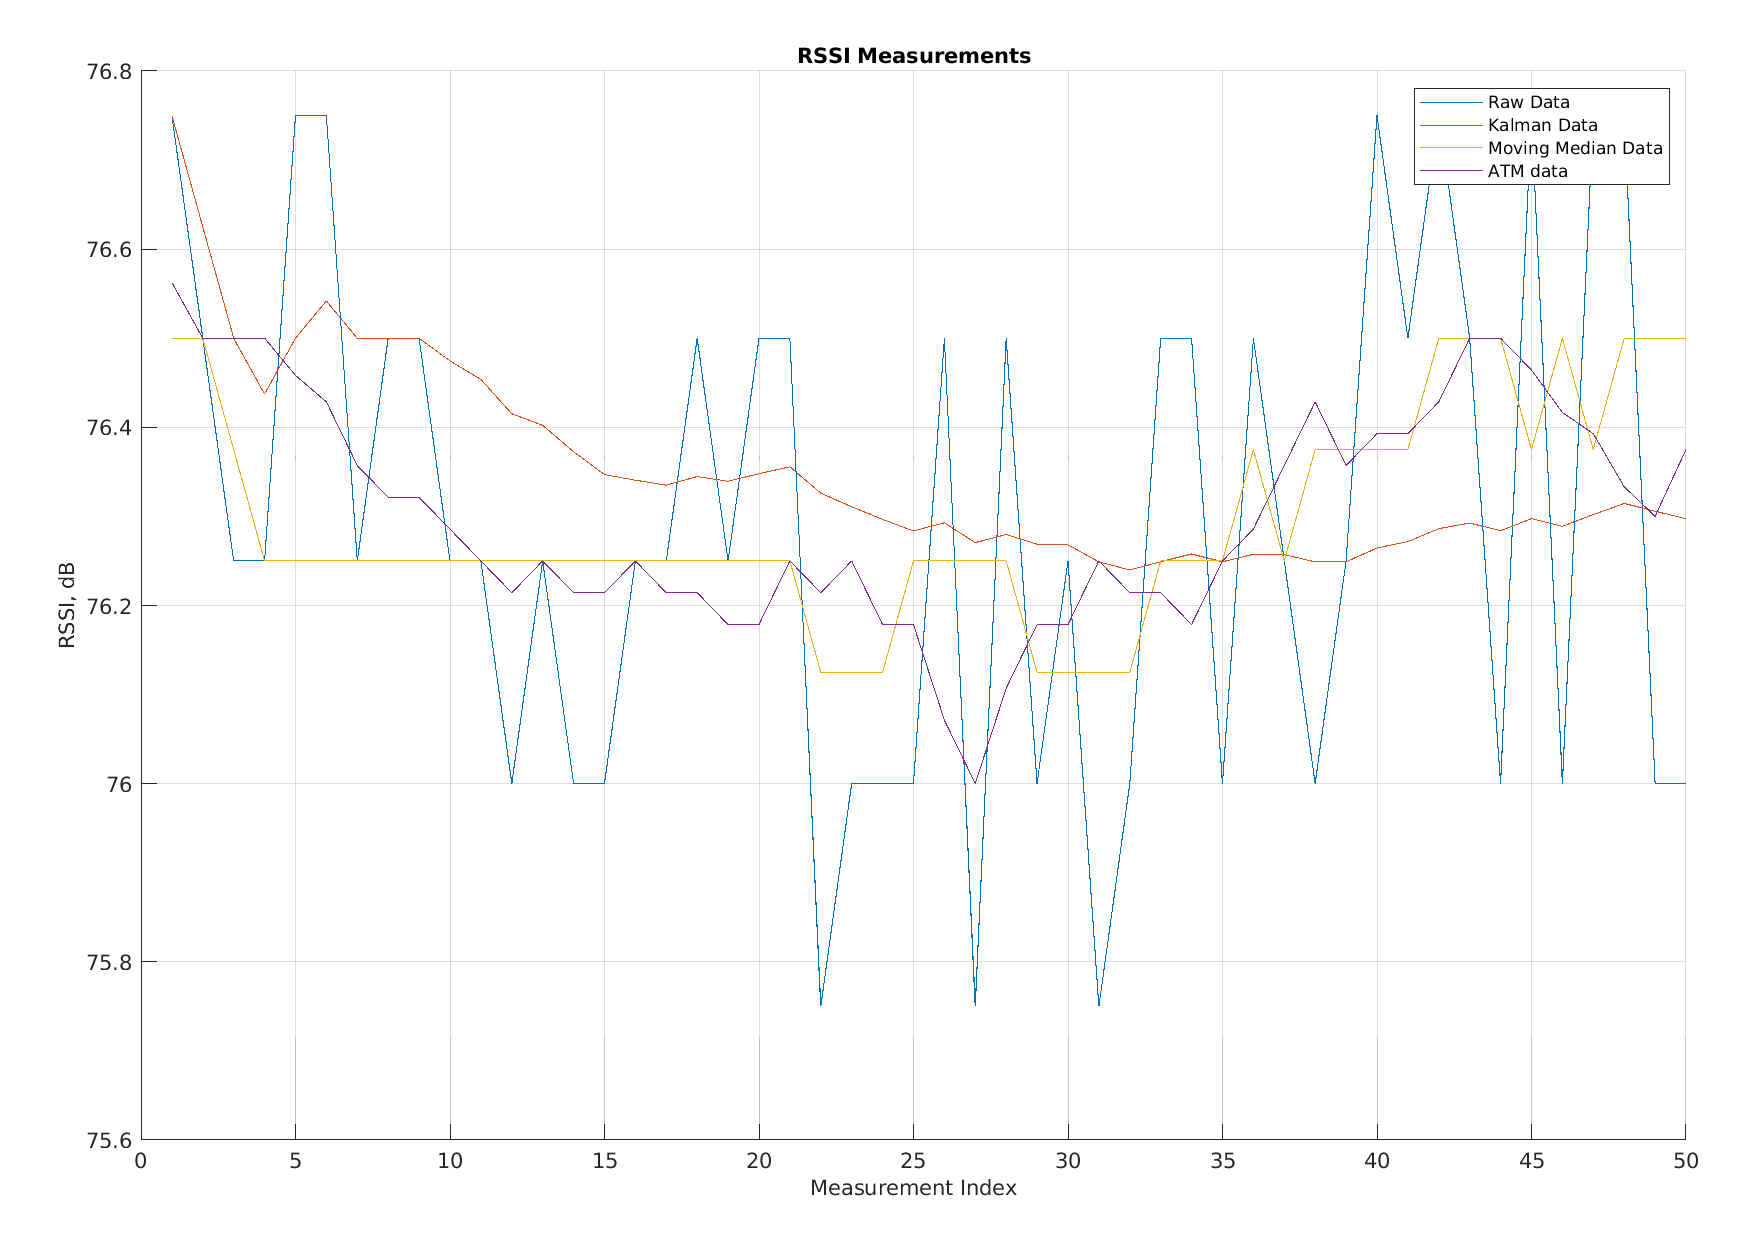 RSSI Measurements
76.8
76.6
76.4
76.2
76
75.8
75.6
RSSI, dB
Raw Data
Kalman Data
Moving Median Data
ATM data
0 5 10 15 20 25 30 35 40 45 50
Measurement Index